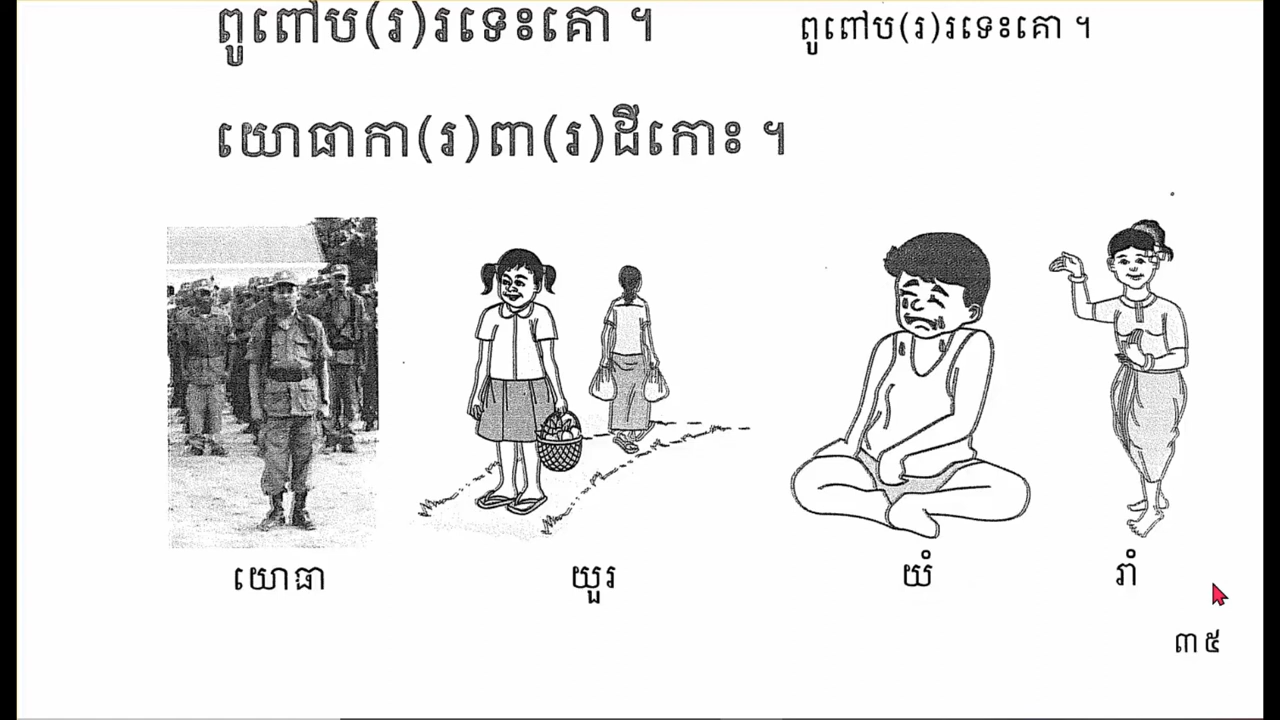 ពូពៅប(រ)រទេះគោ ។
ពូពៅប(រ)រទេះគោ ។
យោធាកា(រ)ពា(រ)ដីកោះ ។
យោធា
យួរ
យំ
រាំ
៣៥